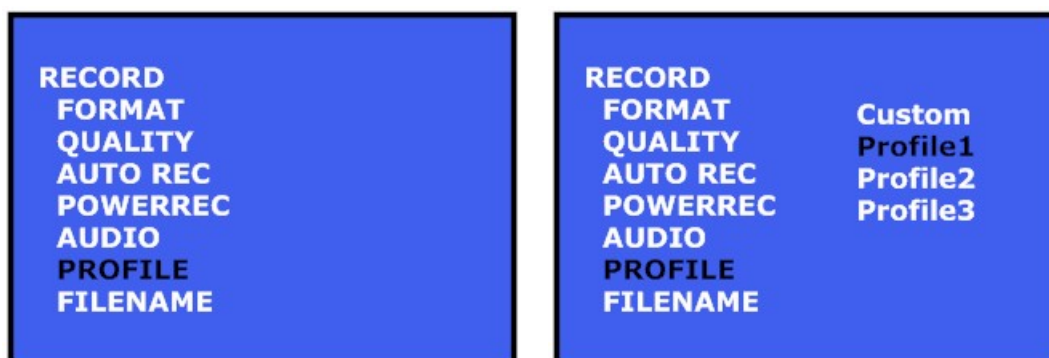 RECORD
FORMAT
QUALITY
AUTO REC
POWERREC
AUDIO
PROFILE
FILENAME
RECORD
FORMAT
QUALITY
AUTO REC
POWERREC
AUDIO
PROFILE
FILENAME
Custom
Profile1
Profile2
Profile3